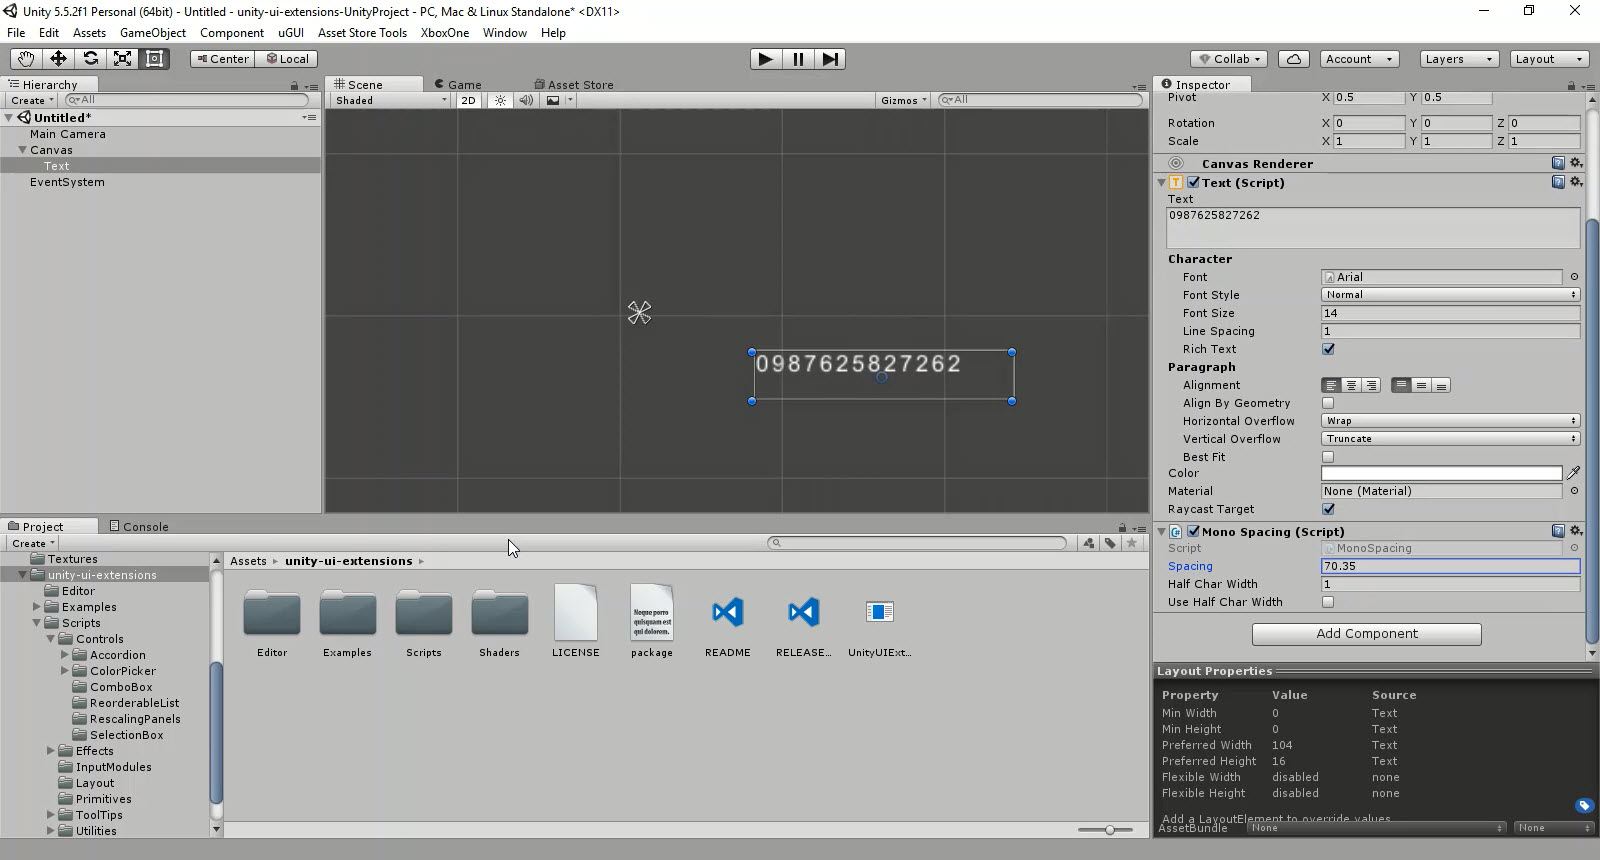 Unity 5.5.2f1 Personal (64bit) - Untitled - unity-ui-extensions-UnityProject - PC, Mac & Linux Standalone* <DX11>
File Edit Assets GameObject Component uGUI Asset Store Tools XboxOne Window Help
Center Local Collab Account Layers Layout
Hierarchy
Create All
Untitled*
Main Camera
Canvas
Text
EventSystem
Scene Game Asset Store
Shaded 2D Gizmos All
0987625827262
Inspector
Pivot X 0.5 Y 0.5
Rotation X 0 Y 0 Z 0
Scale X 1 Y 1 Z 1
Canvas Renderer
Text (Script)
Text
0987625827262
Character
Font Arial
Font Style Normal
Font Size 14
Line Spacing 1
Rich Text
Paragraph
Alignment
Align By Geometry
Horizontal Overflow Wrap
Vertical Overflow Truncate
Best Fit
Color
Material None (Material)
Raycast Target
Mono Spacing (Script)
Script MonoSpacing
Spacing 70.35
Half Char Width 1
Use Half Char Width
Add Component
Layout Properties
Property Value Source
Min Width 0 Text
Min Height 0 Text
Preferred Width 104 Text
Preferred Height 16 Text
Flexible Width disabled none
Flexible Height disabled none
Add a LayoutElement to override values
AssetBundle None None
Project Console
Create
Textures
unity-ui-extensions
Editor
Examples
Scripts
Controls
Accordion
ColorPicker
ComboBox
ReorderableList
RescalingPanels
SelectionBox
Effects
InputModules
Layout
Primitives
ToolTips
Utilities
Assets unity-ui-extensions
Neque porro
quisquam est
qui dolorem.
Editor Examples Scripts Shaders LICENSE package README RELEASE... UnityUIExt...